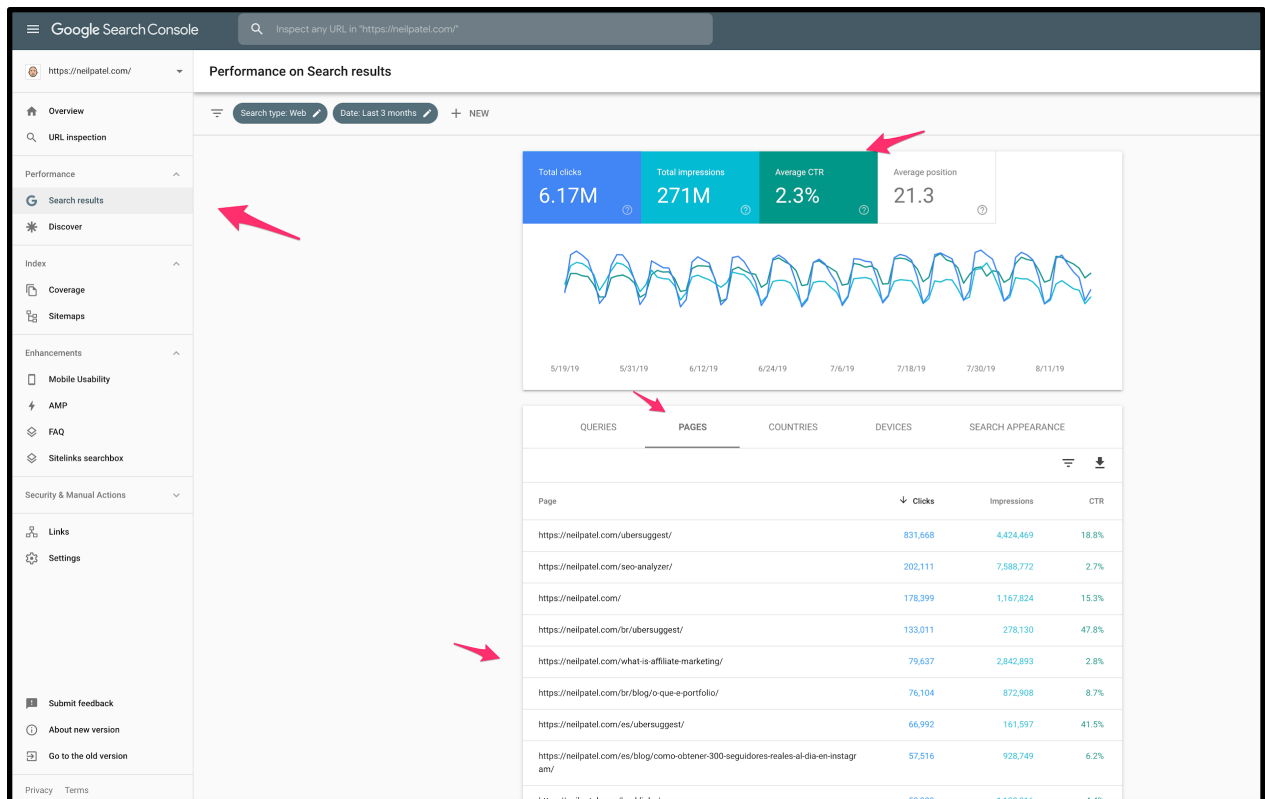 Google Search Console
Inspect any URL in "https://neilpatel.com/"
https://neilpatel.com/
Performance on Search results
Overview
URL inspection
Performance
Search results
Discover
Index
Coverage
Sitemaps
Enhancements
Mobile Usability
AMP
FAQ
Sitelinks searchbox
Security & Manual Actions
Links
Settings
Submit feedback
About new version
Go to the old version
Privacy Terms
Search type: Web
Date: Last 3 months
NEW
Total clicks
6.17M
Total impressions
271M
Average CTR
2.3%
Average position
21.3
5/19/19 5/31/19 6/12/19 6/24/19 7/6/19 7/18/19 7/30/19 8/11/19
QUERIES PAGES COUNTRIES DEVICES SEARCH APPEARANCE
Page Clicks Impressions CTR
https://neilpatel.com/ubersuggest/ 831,668 4,424,469 18.8%
https://neilpatel.com/seo-analyzer/ 202,111 7,588,772 2.7%
https://neilpatel.com/ 178,399 1,167,824 15.3%
https://neilpatel.com/br/ubersuggest/ 133,011 278,130 47.8%
https://neilpatel.com/what-is-affiliate-marketing/ 79,637 2,842,893 2.8%
https://neilpatel.com/br/blog/o-que-e-portfolio/ 76,104 872,908 8.7%
https://neilpatel.com/es/ubersuggest/ 66,992 161,597 41.5%
https://neilpatel.com/es/blog/como-obtener-300-seguidores-reales-al-dia-en-instagr 57,516 928,749 6.2%
am/